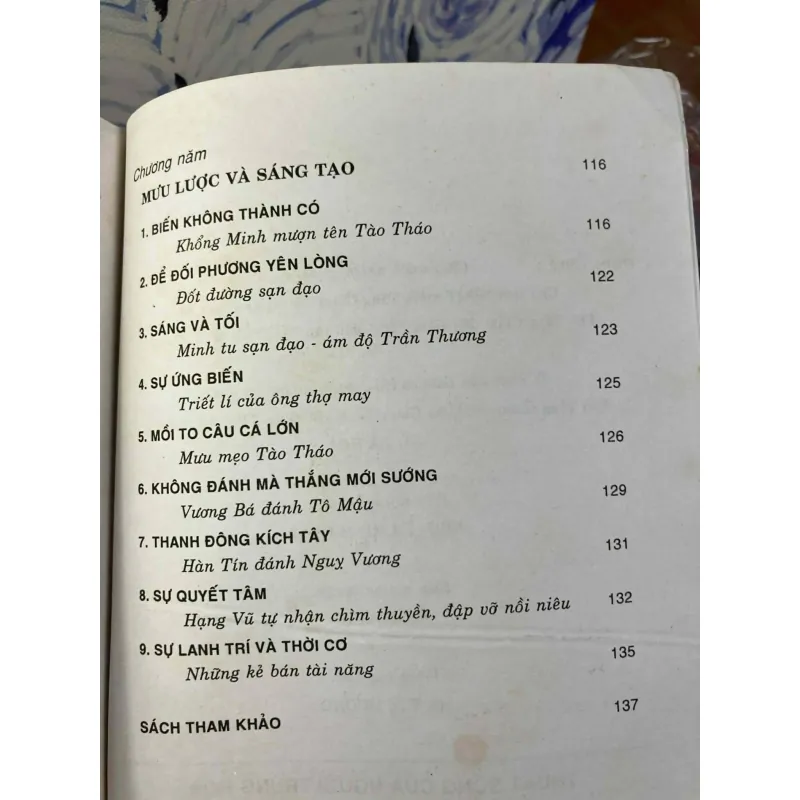 Chương năm
MƯU LƯỢC VÀ SÁNG TẠO 116
1. BIẾN KHÔNG THÀNH CÓ
Khổng Minh mượn tên Tào Tháo 116
2. ĐỂ ĐỐI PHƯƠNG YÊN LÒNG
Đốt đường sạn đạo 122
3. SÁNG VÀ TỐI
Minh tu sạn đạo - ám độ Trần Thương 123
4. SỰ ỨNG BIẾN
Triết lí của ông thợ may 125
5. MỒI TO CÂU CÁ LỚN
Mưu mẹo Tào Tháo 126
6. KHÔNG ĐÁNH MÀ THẮNG MỚI SƯỚNG
Vương Bá đánh Tô Mậu 129
7. THANH ĐÔNG KÍCH TÂY
Hàn Tín đánh Nguỵ Vương 131
8. SỰ QUYẾT TÂM
Hạng Vũ tự nhận chìm thuyền, đập vỡ nồi niêu 132
9. SỰ LANH TRÍ VÀ THỜI CƠ
Những kẻ bán tài năng 135
SÁCH THAM KHẢO 137